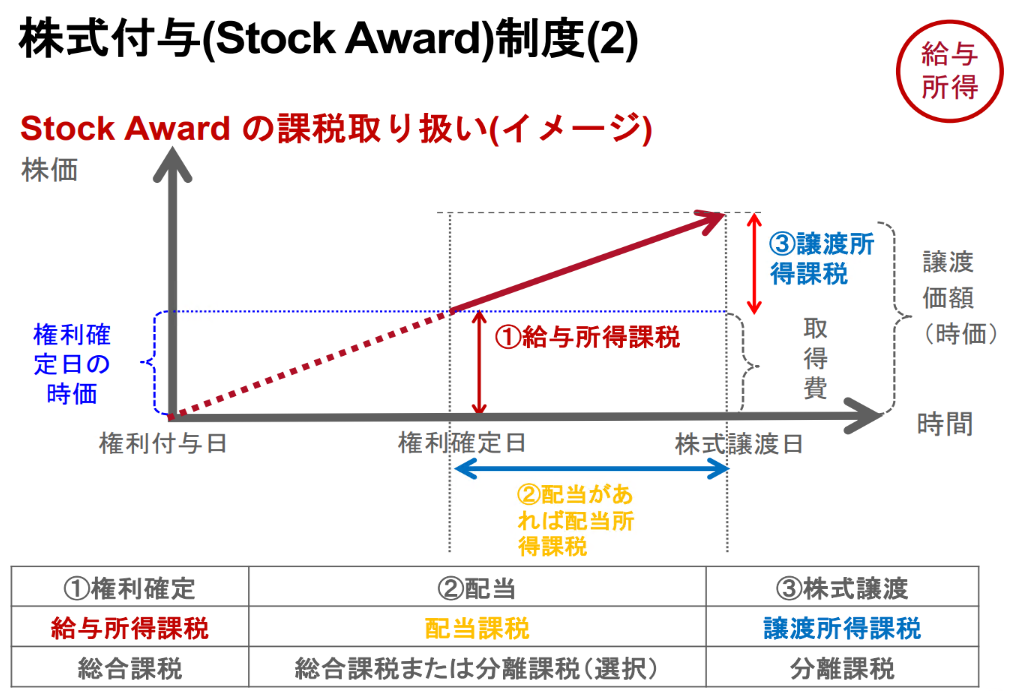 株式付与(Stock Award)制度(2)
給与
所得
Stock Award の課税取り扱い(イメージ)
株価
③譲渡所
得課税
譲渡
価額
（時価）
権利確
定日の
時価
①給与所得課税
取
得
費
時間
権利付与日
権利確定日
株式譲渡日
②配当があ
れば配当所
得課税
①権利確定
②配当
③株式譲渡
給与所得課税
配当課税
譲渡所得課税
総合課税
総合課税または分離課税（選択）
分離課税